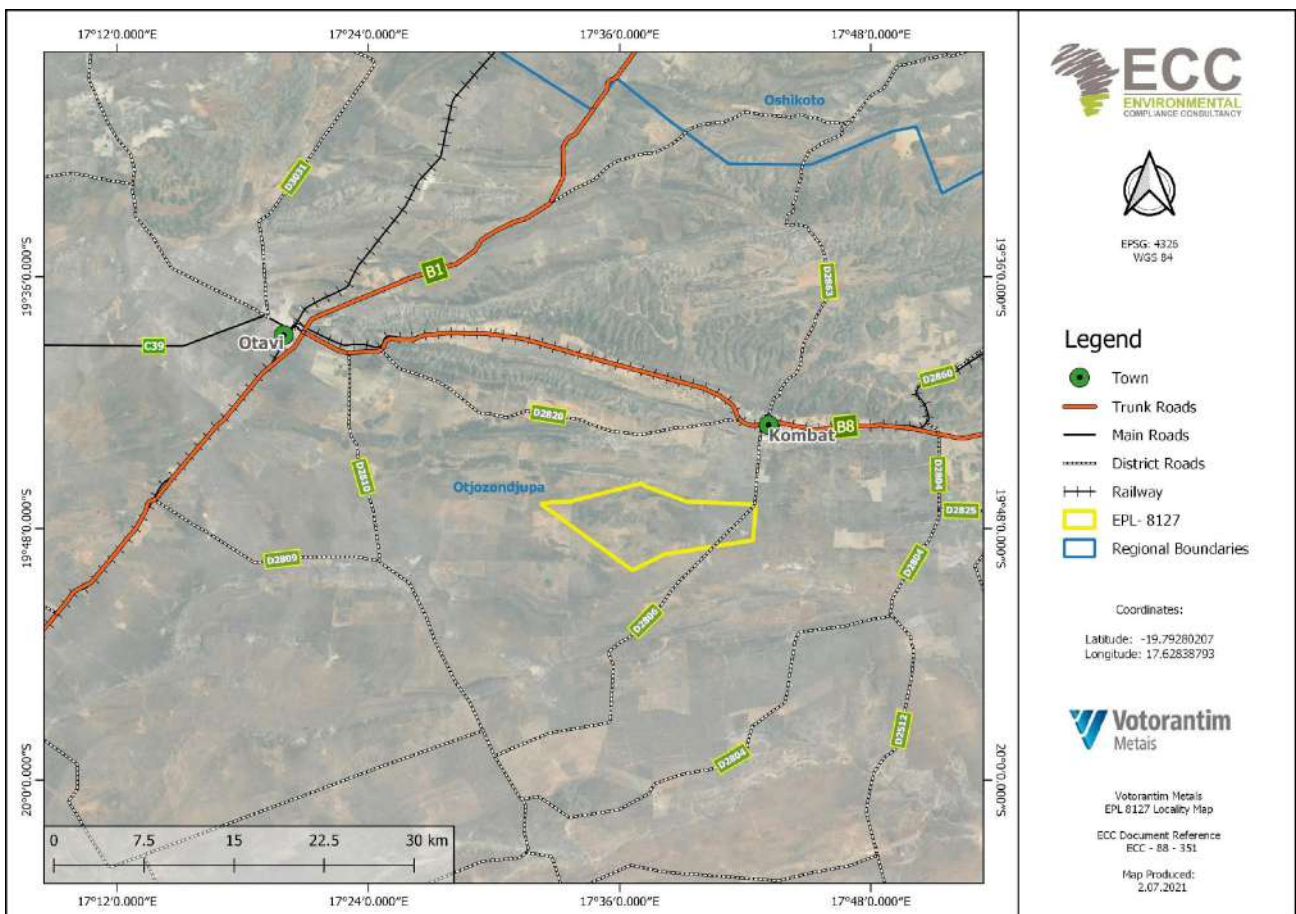 17°12'0.000"E
17°24'0.000"E
17°36'0.000"E
17°48'0.000"E
19°36'0.000"S
19°48'0.000"S
20°0'0.000"S
19°36'0.000"S
19°48'0.000"S
20°0'0.000"S
Oshikoto
D3031
B1
D2863
C39
Otavi
D2860
D2820
Kombat
B8
D2810
Otjozondjupa
D2804
D2825
D2809
D2804
D2806
D2512
D2804
0 7.5 15 22.5 30 km
17°12'0.000"E
17°24'0.000"E
17°36'0.000"E
17°48'0.000"E
ECC
ENVIRONMENTAL
COMPLIANCE CONSULTANCY
EPSG: 4326
WGS 84
Legend
Town
Trunk Roads
Main Roads
District Roads
Railway
EPL- 8127
Regional Boundaries
Coordinates:
Latitude: -19.79280207
Longitude: 17.62838793
Votorantim
Metais
Votorantim Metals
EPL 8127 Locality Map
ECC Document Reference
ECC - 88 - 351
Map Produced:
2.07.2021